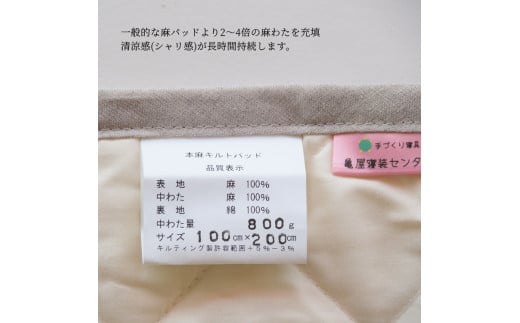 一般的な麻パッドより2〜4倍の麻わたを充填
清涼感(シャリ感)が長時間持続します。
本麻キルトパッド
品質表示
表地 麻 100%
中わた 麻 100%
裏地 綿 100%
中わた量 800g
サイズ 100cm×200cm
キルティング製許容範囲+5%−3%
手づくり寝具
亀屋寝装センタ